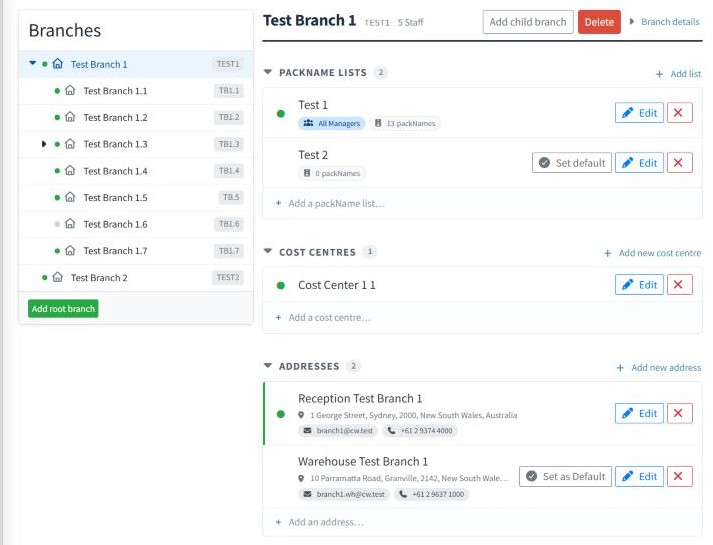 Branches
Test Branch 1 TEST1
Test Branch 1.1 TB1.1
Test Branch 1.2 TB1.2
Test Branch 1.3 TB1.3
Test Branch 1.4 TB1.4
Test Branch 1.5 TB.5
Test Branch 1.6 TB1.6
Test Branch 1.7 TB1.7
Test Branch 2 TEST2
Add root branch
Test Branch 1 TEST1 5 Staff Add child branch Delete Branch details
PACKNAME LISTS 2 + Add list
Test 1
All Managers 13 packNames Edit
Test 2
0 packNames Set default Edit
+ Add a packName list...
COST CENTRES 1 + Add new cost centre
Cost Center 1 1 Edit
+ Add a cost centre...
ADDRESSES 2 + Add new address
Reception Test Branch 1
1 George Street, Sydney, 2000, New South Wales, Australia Edit
branch1@cw.test +61 2 9374 4000
Warehouse Test Branch 1
10 Parramatta Road, Granville, 2142, New South Wale... Set as Default Edit
branch1.wh@cw.test +61 2 9637 1000
+ Add an address...